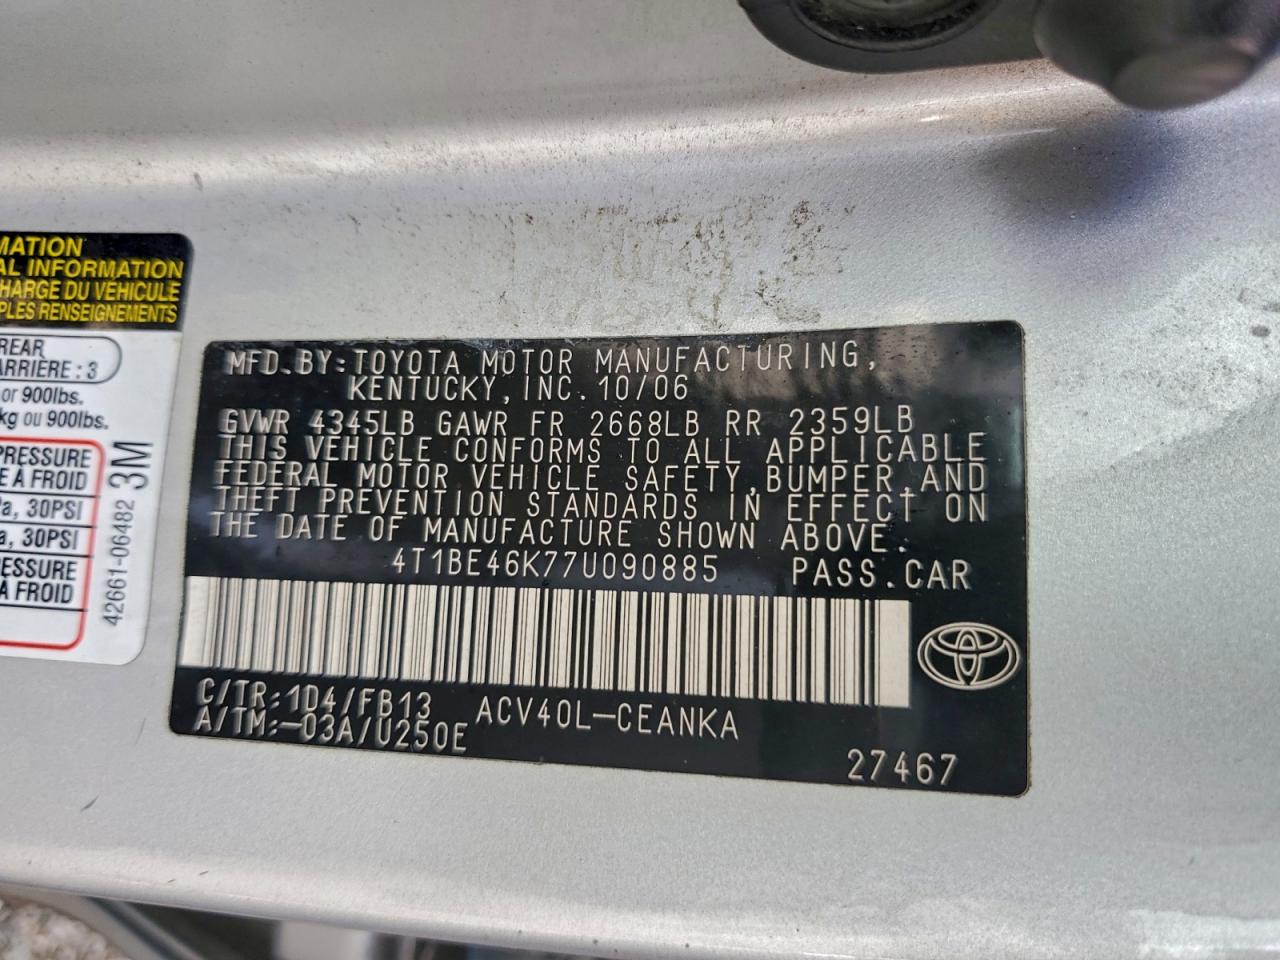 MATION
AL INFORMATION
HARGE DU VÉHICULE
PLES RENSEIGNEMENTS
REAR
ARRIÈRE : 3
or 900lbs.
kg ou 900lbs.
PRESSURE
E À FROID
a, 30PSI
a, 30PSI
PRESSURE
À FROID
42661-06482 3M
MFD.BY:TOYOTA MOTOR MANUFACTURING,
KENTUCKY, INC. 10/06
GVWR 4345LB GAWR FR 2668LB RR 2359LB
THIS VEHICLE CONFORMS TO ALL APPLICABLE
FEDERAL MOTOR VEHICLE SAFETY, BUMPER, AND
THEFT PREVENTION STANDARDS IN EFFECT ON
THE DATE OF MANUFACTURE SHOWN ABOVE.
4T1BE46K77U090885 PASS.CAR
C/TR:1D4/FB13 ACV40L-CEANKA
A/TM:-03A/U250E
27467